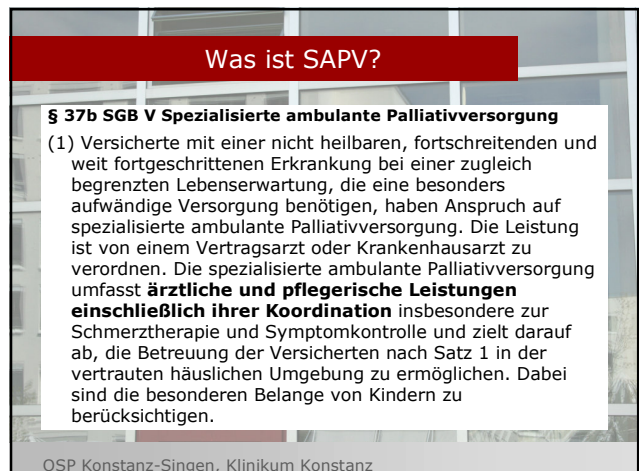 Was ist SAPV?
§ 37b SGB V Spezialisierte ambulante Palliativversorgung
(1) Versicherte mit einer nicht heilbaren, fortschreitenden und
weit fortgeschrittenen Erkrankung bei einer zugleich
begrenzten Lebenserwartung, die eine besonders
aufwändige Versorgung benötigen, haben Anspruch auf
spezialisierte ambulante Palliativversorgung. Die Leistung
ist von einem Vertragsarzt oder Krankenhausarzt zu
verordnen. Die spezialisierte ambulante Palliativversorgung
umfasst ärztliche und pflegerische Leistungen
einschließlich ihrer Koordination insbesondere zur
Schmerztherapie und Symptomkontrolle und zielt darauf
ab, die Betreuung der Versicherten nach Satz 1 in der
vertrauten häuslichen Umgebung zu ermöglichen. Dabei
sind die besonderen Belange von Kindern zu
berücksichtigen.
OSP Konstanz-Singen, Klinikum Konstanz